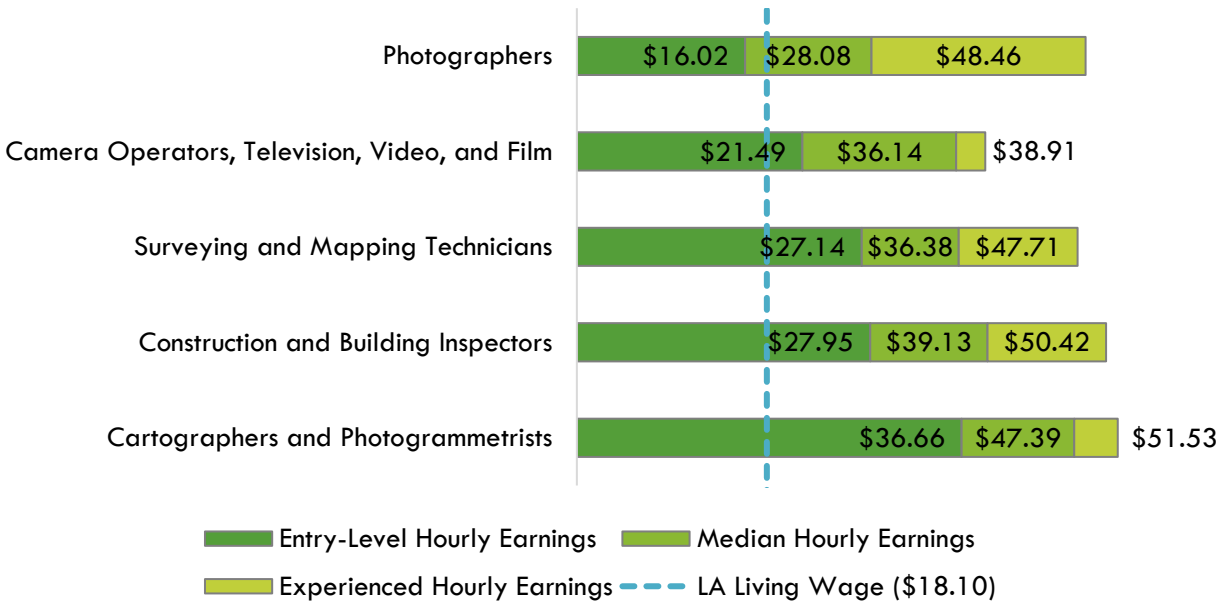 Photographers $16.02 $28.08 $48.46
Camera Operators, Television, Video, and Film $21.49 $36.14 $38.91
Surveying and Mapping Technicians $27.14 $36.38 $47.71
Construction and Building Inspectors $27.95 $39.13 $50.42
Cartographers and Photogrammetrists $36.66 $47.39 $51.53
Entry-Level Hourly Earnings Median Hourly Earnings
Experienced Hourly Earnings LA Living Wage ($18.10)